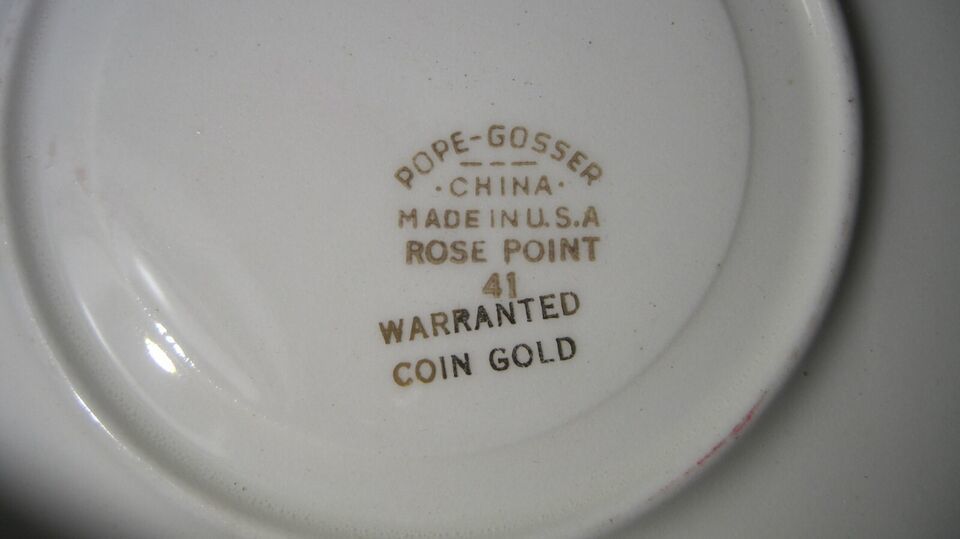 POPE-GOSSER
·CHINA·
MADE IN U.S.A
ROSE POINT
41
WARRANTED
COIN GOLD